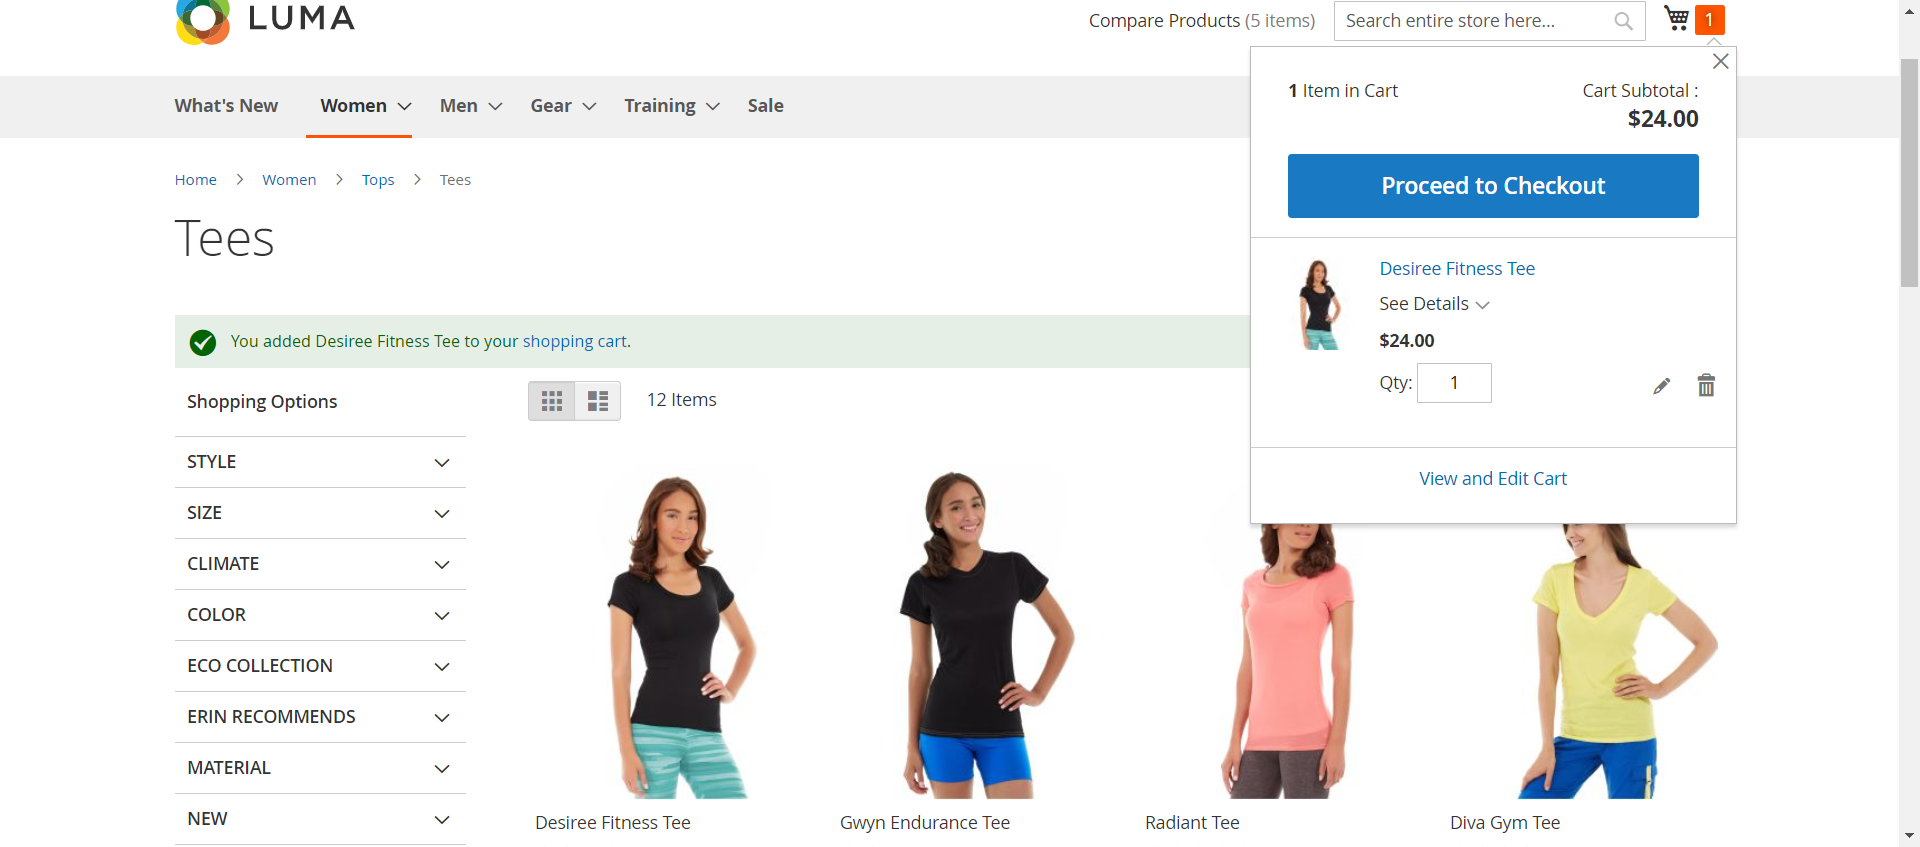 LUMA
Compare Products (5 items)
Search entire store here...
1
What's New
Women
Men
Gear
Training
Sale
1 Item in Cart
Cart Subtotal :
$24.00
Proceed to Checkout
Home
Women
Tops
Tees
Tees
Desiree Fitness Tee
See Details
$24.00
Qty: 1
View and Edit Cart
You added Desiree Fitness Tee to your shopping cart.
Shopping Options
12 Items
STYLE
SIZE
CLIMATE
COLOR
ECO COLLECTION
ERIN RECOMMENDS
MATERIAL
NEW
Desiree Fitness Tee
Gwyn Endurance Tee
Radiant Tee
Diva Gym Tee